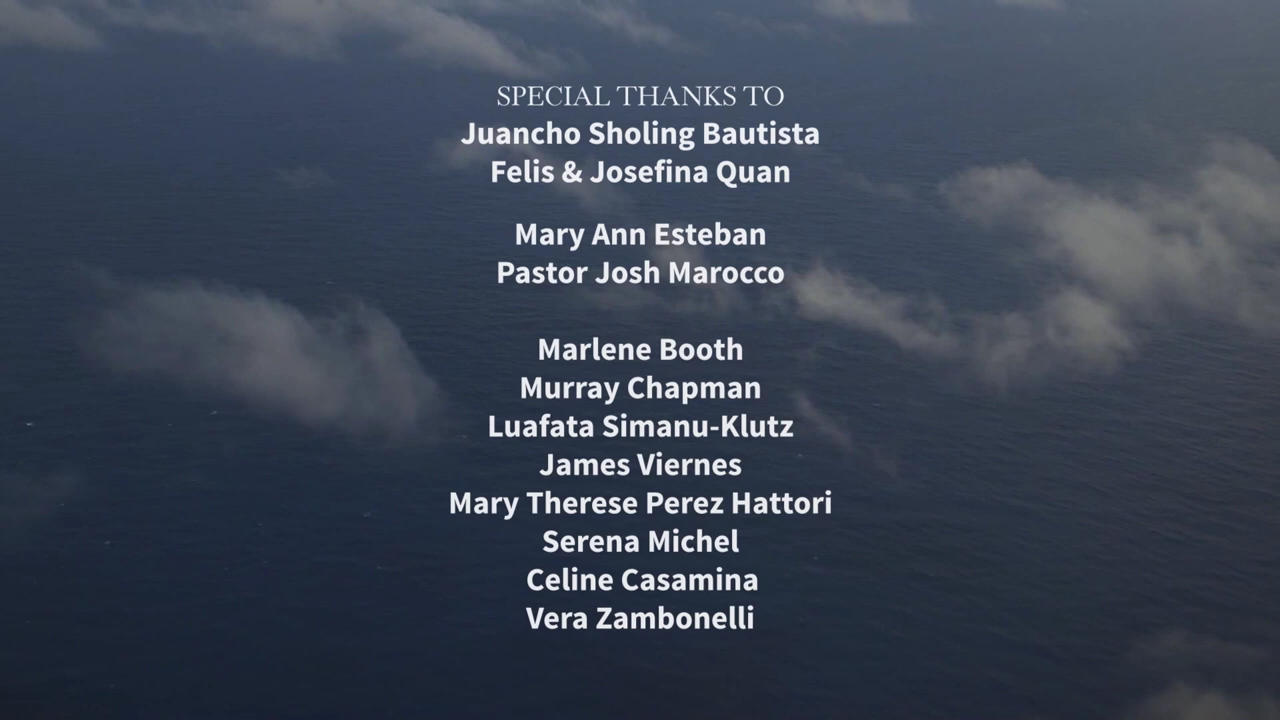 SPECIAL THANKS TO
Juancho Sholing Bautista
Felis & Josefina Quan
Mary Ann Esteban
Pastor Josh Marocco
Marlene Booth
Murray Chapman
Luafata Simanu-Klutz
James Viernes
Mary Therese Perez Hattori
Serena Michel
Celine Casamina
Vera Zambonelli